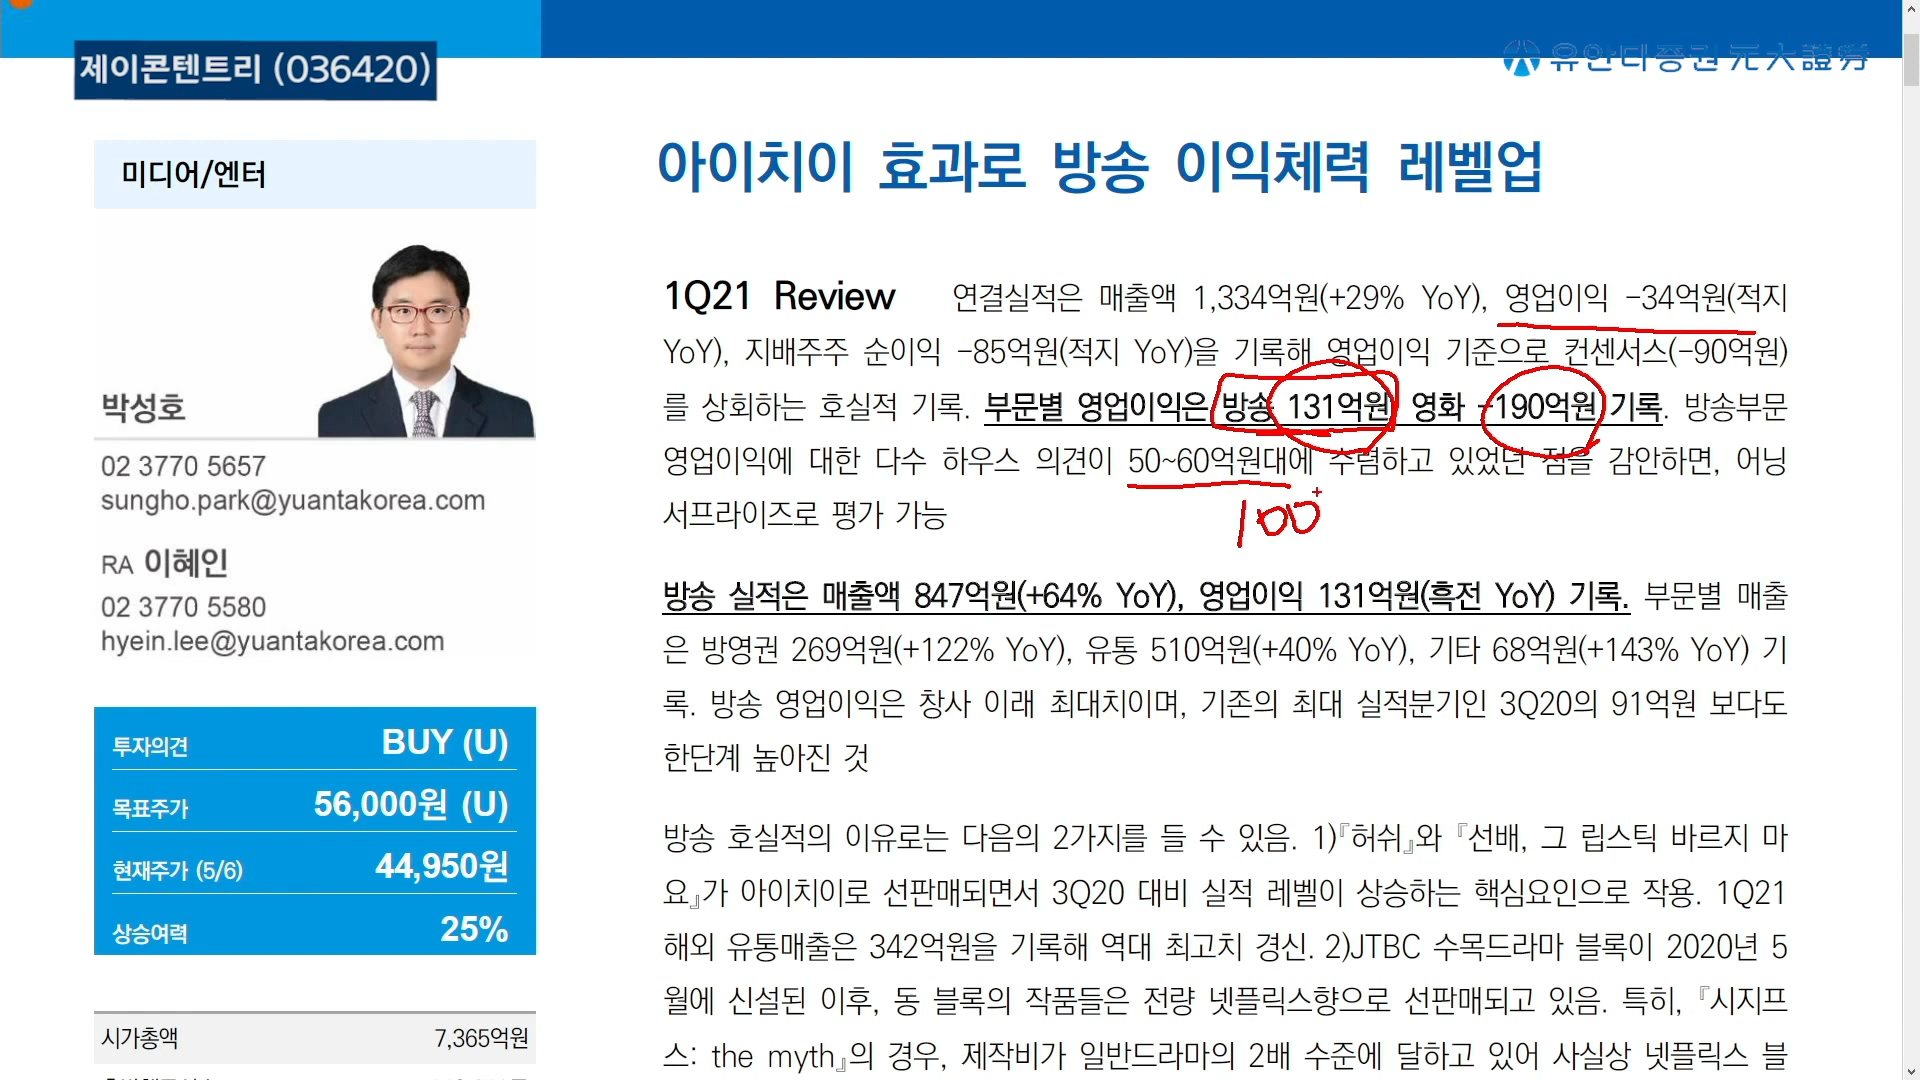 제이콘텐트리 (036420)
유안타증권 元大證券
미디어/엔터
박성호
02 3770 5657
sungho.park@yuantakorea.com
RA 이혜인
02 3770 5580
hyein.lee@yuantakorea.com
투자의견 BUY (U)
목표주가 56,000원 (U)
현재주가 (5/6) 44,950원
상승여력 25%
시가총액 7,365억원
아이치이 효과로 방송 이익체력 레벨업
1Q21 Review 연결실적은 매출액 1,334억원(+29% YoY), 영업이익 -34억원(적지
YoY), 지배주주 순이익 -85억원(적지 YoY)을 기록해 영업이익 기준으로 컨센서스(-90억원)
를 상회하는 호실적 기록. 부문별 영업이익은 방송 131억원, 영화 -190억원 기록. 방송부문
영업이익에 대한 다수 하우스 의견이 50~60억원대에 수렴하고 있었던 점을 감안하면, 어닝
서프라이즈로 평가 가능
100
방송 실적은 매출액 847억원(+64% YoY), 영업이익 131억원(흑전 YoY) 기록. 부문별 매출
은 방영권 269억원(+122% YoY), 유통 510억원(+40% YoY), 기타 68억원(+143% YoY) 기
록. 방송 영업이익은 창사 이래 최대치이며, 기존의 최대 실적분기인 3Q20의 91억원 보다도
한단계 높아진 것
방송 호실적의 이유로는 다음의 2가지를 들 수 있음. 1)『허쉬』와 『선배, 그 립스틱 바르지 마
요』가 아이치이로 선판매되면서 3Q20 대비 실적 레벨이 상승하는 핵심요인으로 작용. 1Q21
해외 유통매출은 342억원을 기록해 역대 최고치 경신. 2)JTBC 수목드라마 블록이 2020년 5
월에 신설된 이후, 동 블록의 작품들은 전량 넷플릭스향으로 선판매되고 있음. 특히, 『시지프
스: the myth』의 경우, 제작비가 일반드라마의 2배 수준에 달하고 있어 사실상 넷플릭스 블